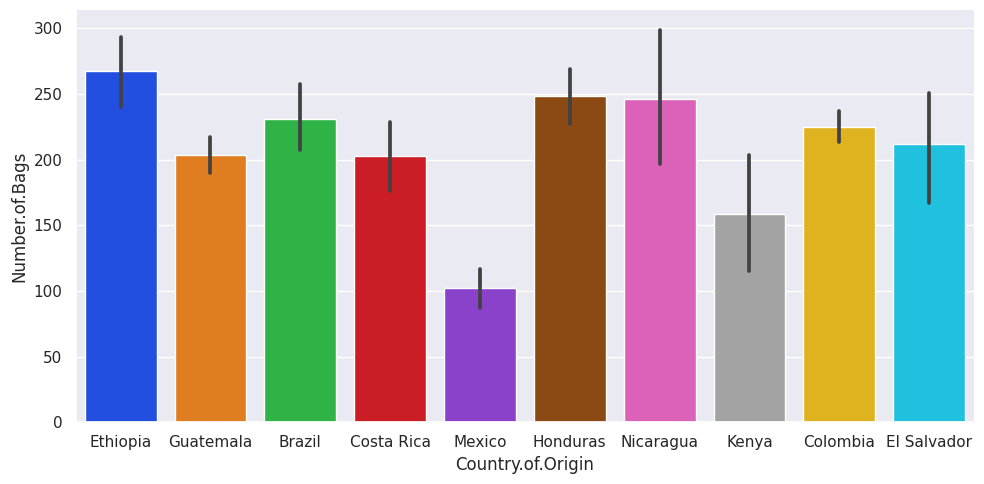 300
250
200
150
100
50
0
Number.of.Bags
Ethiopia Guatemala Brazil Costa Rica Mexico Honduras Nicaragua Kenya Colombia El Salvador
Country.of.Origin